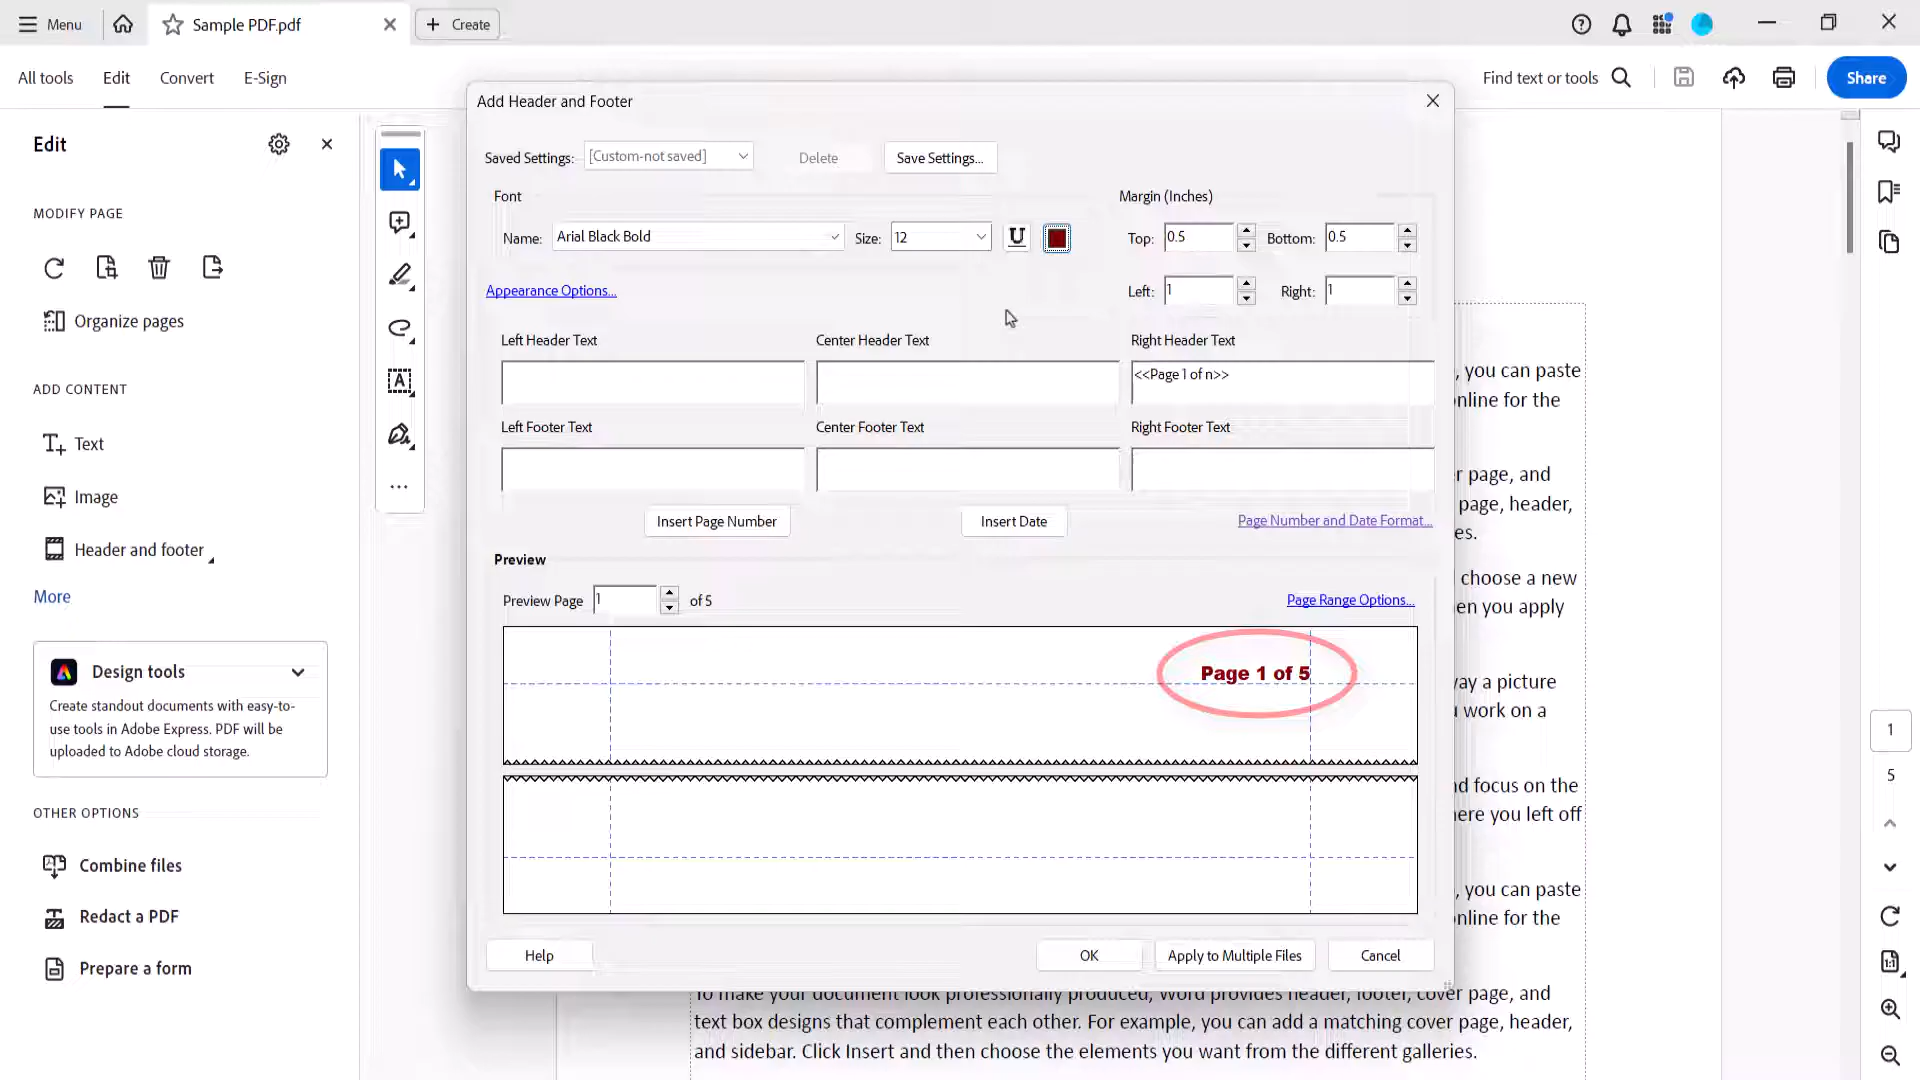 Menu
Sample PDF.pdf
Create
All tools
Edit
Convert
E-Sign
Find text or tools
Share
Edit
MODIFY PAGE
Organize pages
ADD CONTENT
Text
Image
Header and footer
More
Design tools
Create standout documents with easy-to-
use tools in Adobe Express. PDF will be
uploaded to Adobe cloud storage.
OTHER OPTIONS
Combine files
Redact a PDF
Prepare a form
Add Header and Footer
Saved Settings: [Custom-not saved] Delete Save Settings...
Font
Name: Arial Black Bold Size: 12 U
Margin (Inches)
Top: 0.5 Bottom: 0.5
Left: 1 Right: 1
Appearance Options...
Left Header Text Center Header Text Right Header Text
<<Page 1 of n>>
Left Footer Text Center Footer Text Right Footer Text
Insert Page Number Insert Date Page Number and Date Format...
Preview
Preview Page 1 of 5 Page Range Options...
Page 1 of 5
Help OK Apply to Multiple Files Cancel
, you can paste
nline for the
page, and
page, header,
es.
choose a new
en you apply
way a picture
work on a
d focus on the
ere you left off
, you can paste
nline for the
To make your document look professionally produced, Word provides header, footer, cover page, and
text box designs that complement each other. For example, you can add a matching cover page, header,
and sidebar. Click Insert and then choose the elements you want from the different galleries.
1
5
1:1